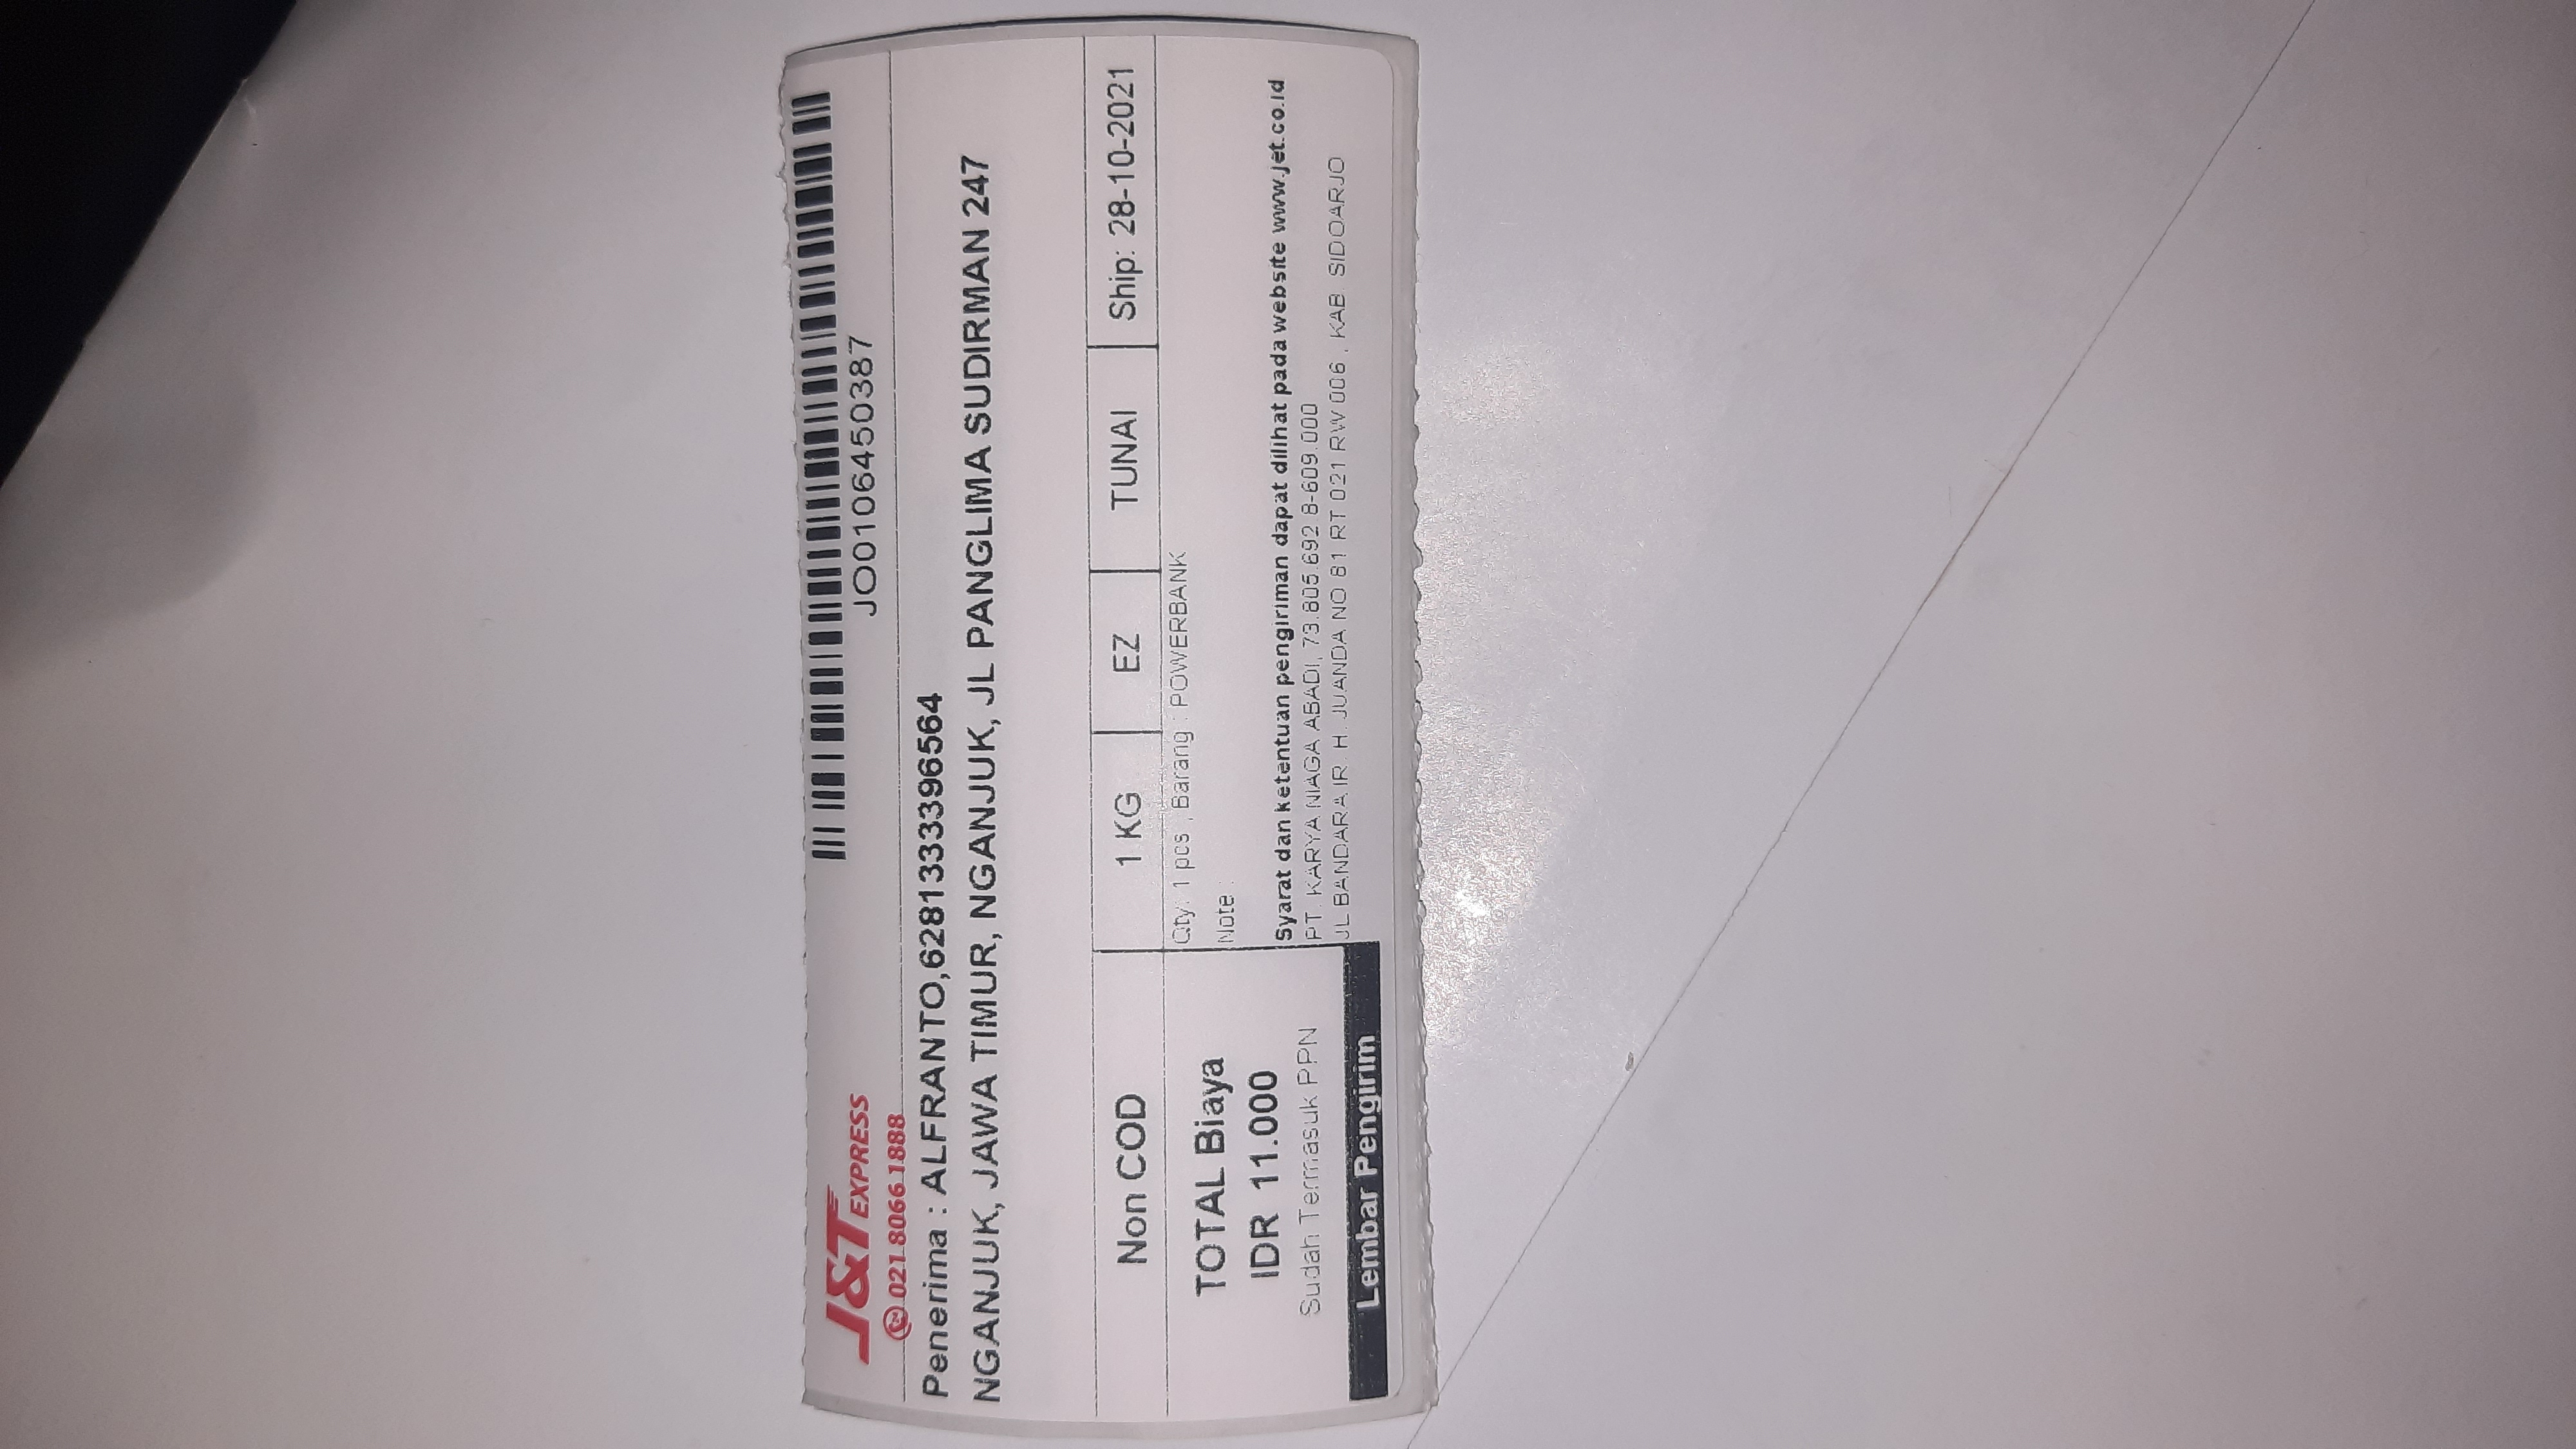 J&T EXPRESS
021 8066 1888
JO0106450387
Penerima : ALFRANTO,6281333396564
NGANJUK, JAWA TIMUR, NGANJUK, JL PANGLIMA SUDIRMAN 247
Non COD 1 KG EZ TUNAI Ship: 28-10-2021
TOTAL Biaya
IDR 11.000
Sudah Termasuk PPN
Lembar Pengirim
Qty: 1 pcs , Barang : POWERBANK
Note :
Syarat dan ketentuan pengiriman dapat dilihat pada website www.jet.co.id
PT. KARYA NIAGA ABADI, 73.805.692.8-609.000
JL BANDARA IR. H. JUANDA NO 81 RT 021 RW 006 , KAB. SIDOARJO